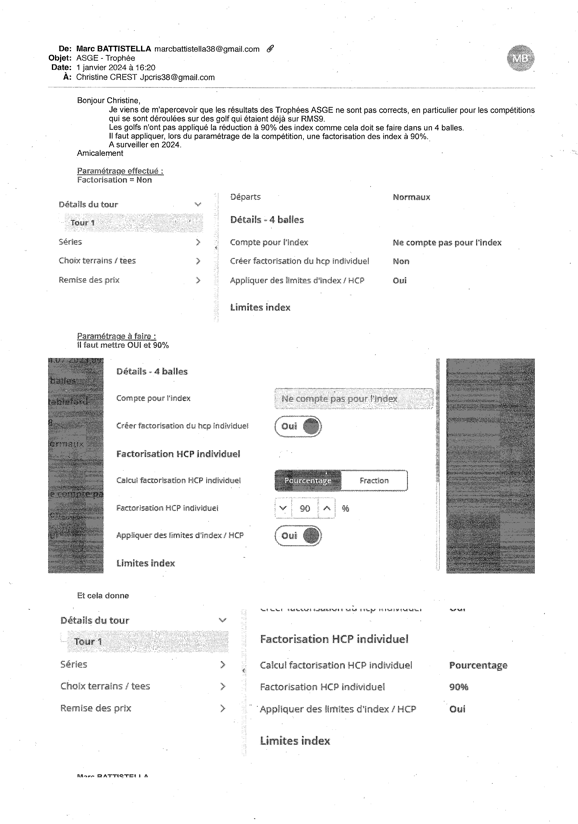 De: Marc BATTISTELLA marcbattistella38@gmail.com
Objet: ASGE - Trophée
Date: 1 janvier 2024 à 16:20
À: Christine CREST Jpcris38@gmail.com
MB
Bonjour Christine,
Je viens de m'apercevoir que les résultats des Trophées ASGE ne sont pas corrects, en particulier pour les compétitions
qui se sont déroulées sur des golf qui étaient déjà sur RMS9.
Les golfs n'ont pas appliqué la réduction à 90% des index comme cela doit se faire dans un 4 balles.
Il faut appliquer, lors du paramétrage de la compétition, une factorisation des index à 90%.
A surveiller en 2024.
Amicalement
Paramétrage effectué :
Factorisation = Non
Détails du tour
Tour 1
Séries
Choix terrains / tees
Remise des prix
Départs Normaux
Détails - 4 balles
Compte pour l'index Ne compte pas pour l'index
Créer factorisation du hcp individuel Non
Appliquer des limites d'index / HCP Oui
Limites index
Paramétrage à faire :
Il faut mettre OUI et 90%
balles
tableford
ormaux
e compte pa
Détails - 4 balles
Compte pour l'index Ne compte pas pour l'index
Créer factorisation du hcp individuel Oui
Factorisation HCP individuel
Calcul factorisation HCP individuel Pourcentage Fraction
Factorisation HCP individuel 90 %
Appliquer des limites d'index / HCP Oui
Limites index
Et cela donne
Détails du tour
Tour 1
Séries
Choix terrains / tees
Remise des prix
Créer factorisation du hcp individuel Oui
Factorisation HCP individuel
Calcul factorisation HCP individuel Pourcentage
Factorisation HCP individuel 90%
Appliquer des limites d'index / HCP Oui
Limites index
Marc BATTISTELLA